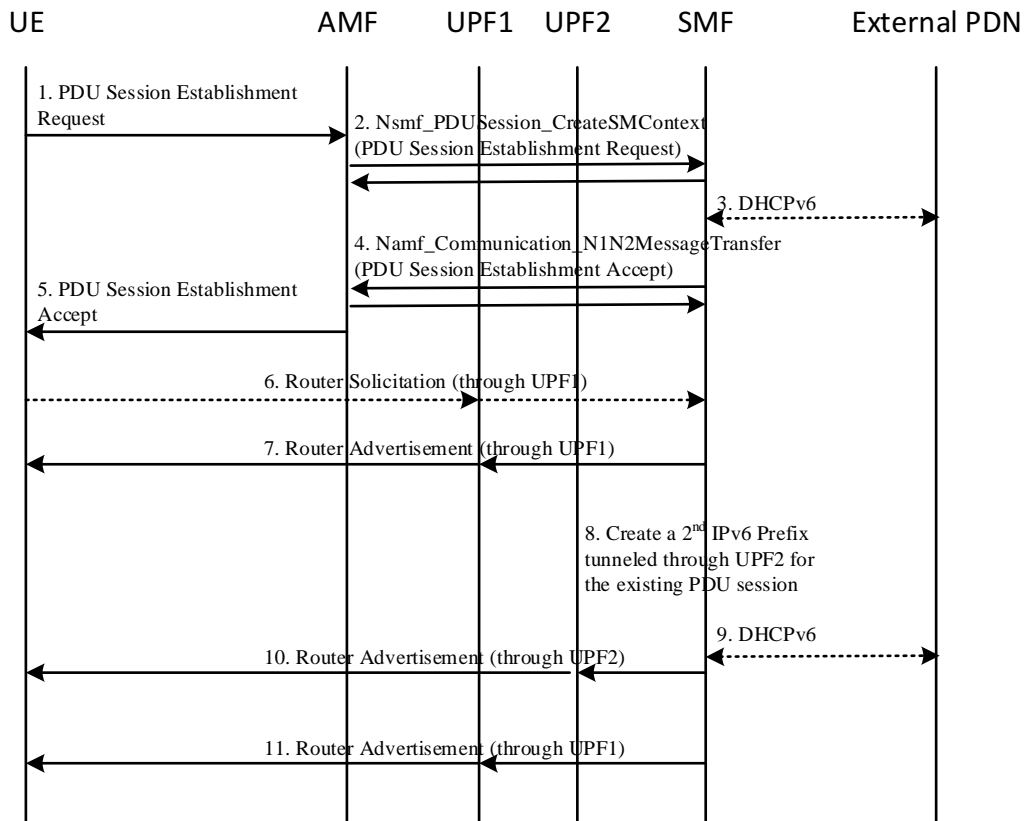 UE
AMF
UPF1
UPF2
SMF
External PDN
1. PDU Session Establishment
Request
2. Nsmf_PDUSession_CreateSMContext
(PDU Session Establishment Request)
3. DHCPv6
4. Namf_Communication_N1N2MessageTransfer
(PDU Session Establishment Accept)
5. PDU Session Establishment
Accept
6. Router Solicitation (through UPF1)
7. Router Advertisement (through UPF1)
8. Create a 2nd IPv6 Prefix
tunneled through UPF2 for
the existing PDU session
9. DHCPv6
10. Router Advertisement (through UPF2)
11. Router Advertisement (through UPF1)